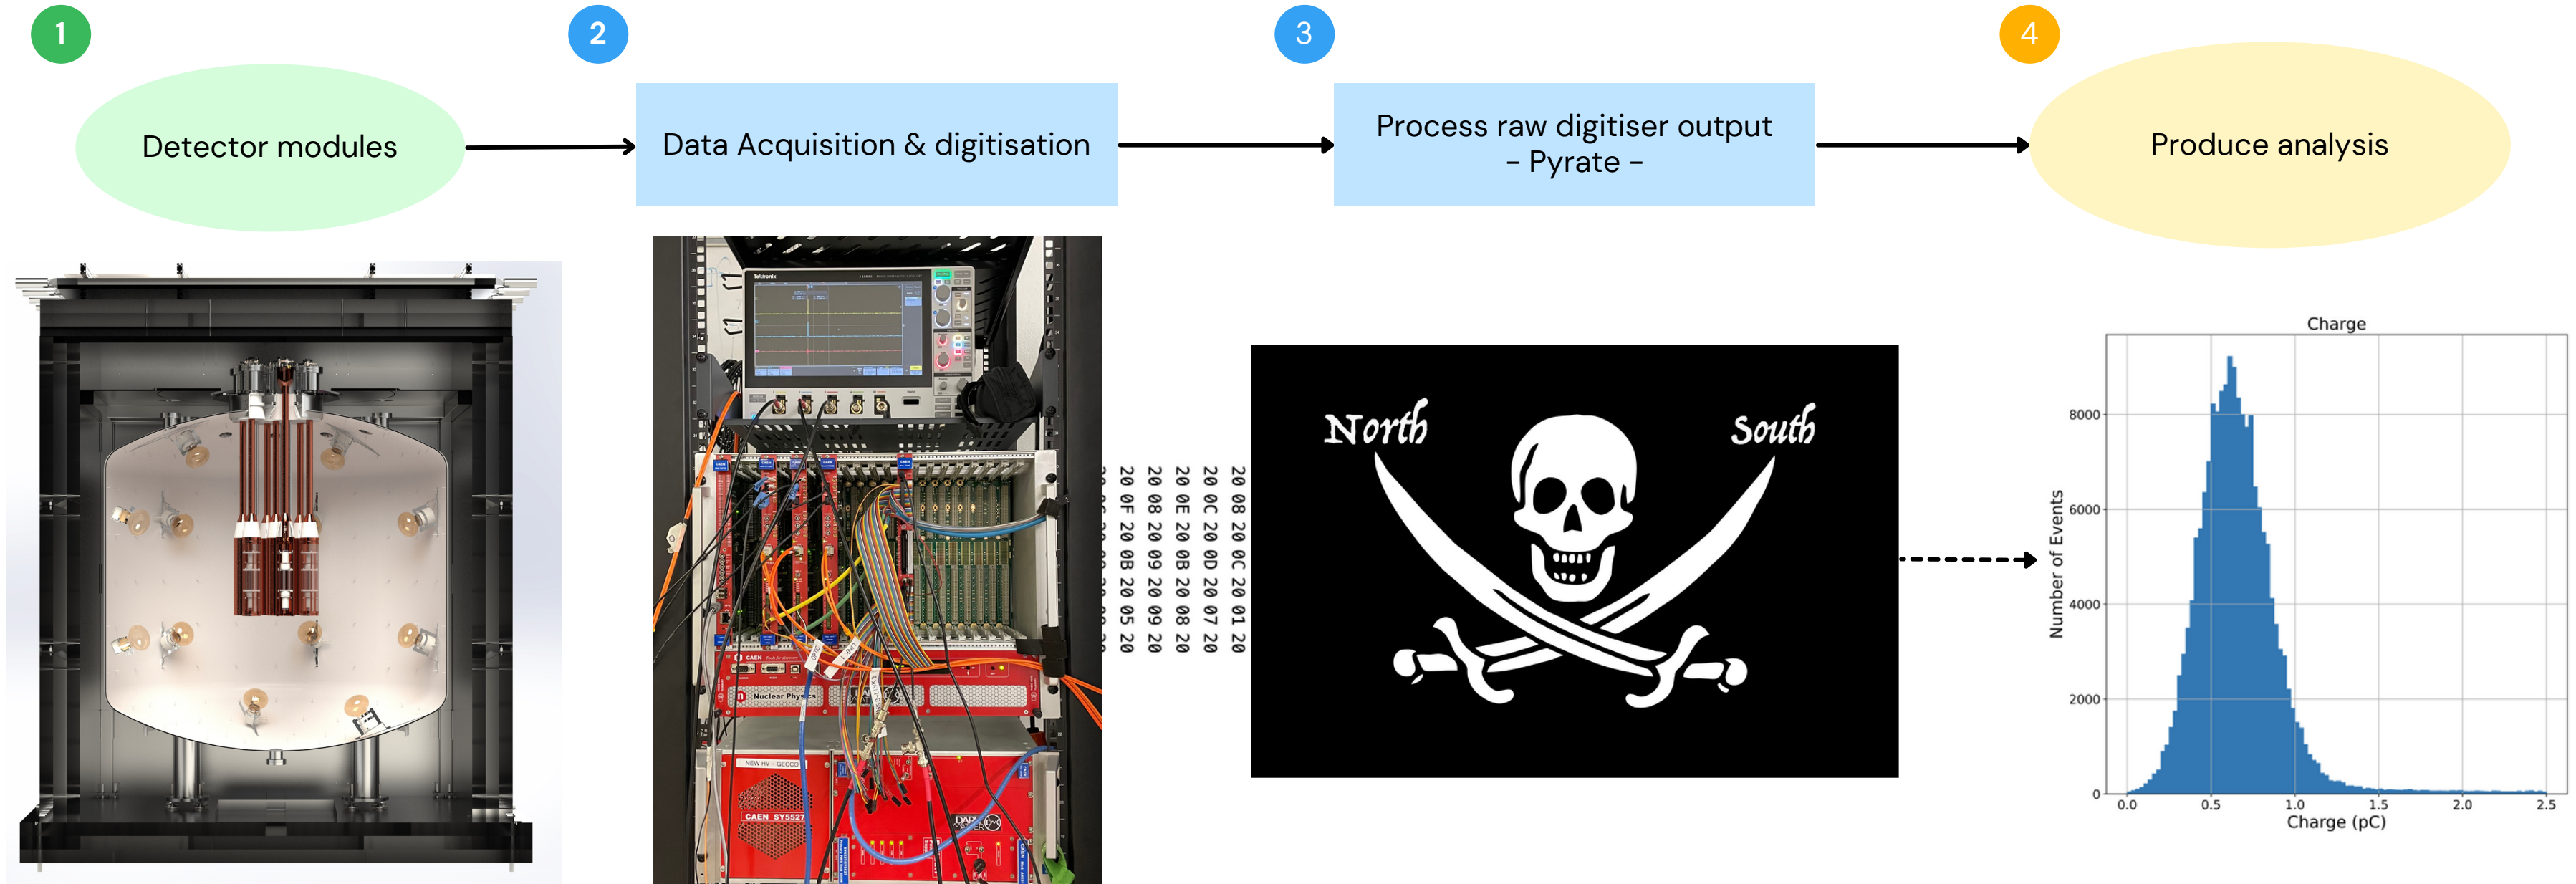 1
2
3
4
Detector modules
Data Acquisition & digitisation
Process raw digitiser output
- Pyrate -
Produce analysis
Tektronix
CAEN
Nuclear Physics
NEW HV - GECCO
CAEN SY5527
20 08 20 0C 20 01 20
20 0C 20 0D 20 07 20
20 0E 20 0B 20 08 20
20 08 20 09 20 09 20
20 0F 20 0B 20 05 20
North
South
Charge
Number of Events
8000
6000
4000
2000
0
0.0
0.5
1.0
1.5
2.0
2.5
Charge (pC)